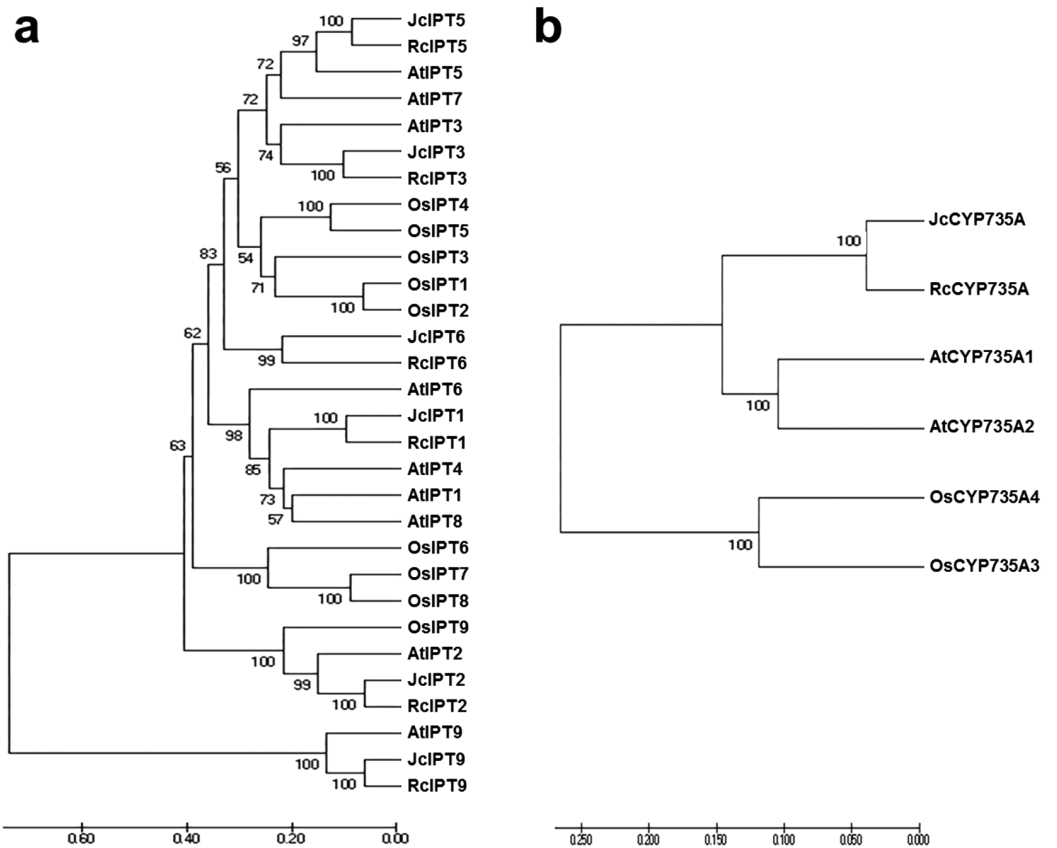 a
b
100
JcIPT5
RcIPT5
97
AtIPT5
72
AtIPT7
72
AtIPT3
74
JcIPT3
100
RcIPT3
56
100
OsIPT4
OsIPT5
54
OsIPT3
71
OsIPT1
100
OsIPT2
83
JcIPT6
99
RcIPT6
62
AtIPT6
98
100
JcIPT1
RcIPT1
85
AtIPT4
73
AtIPT1
57
AtIPT8
63
OsIPT6
100
OsIPT7
100
OsIPT8
OsIPT9
100
AtIPT2
99
JcIPT2
100
RcIPT2
AtIPT9
100
JcIPT9
100
RcIPT9
0.60 0.40 0.20 0.00
JcCYP735A
100
RcCYP735A
AtCYP735A1
100
AtCYP735A2
OsCYP735A4
100
OsCYP735A3
0.250 0.200 0.150 0.100 0.050 0.000